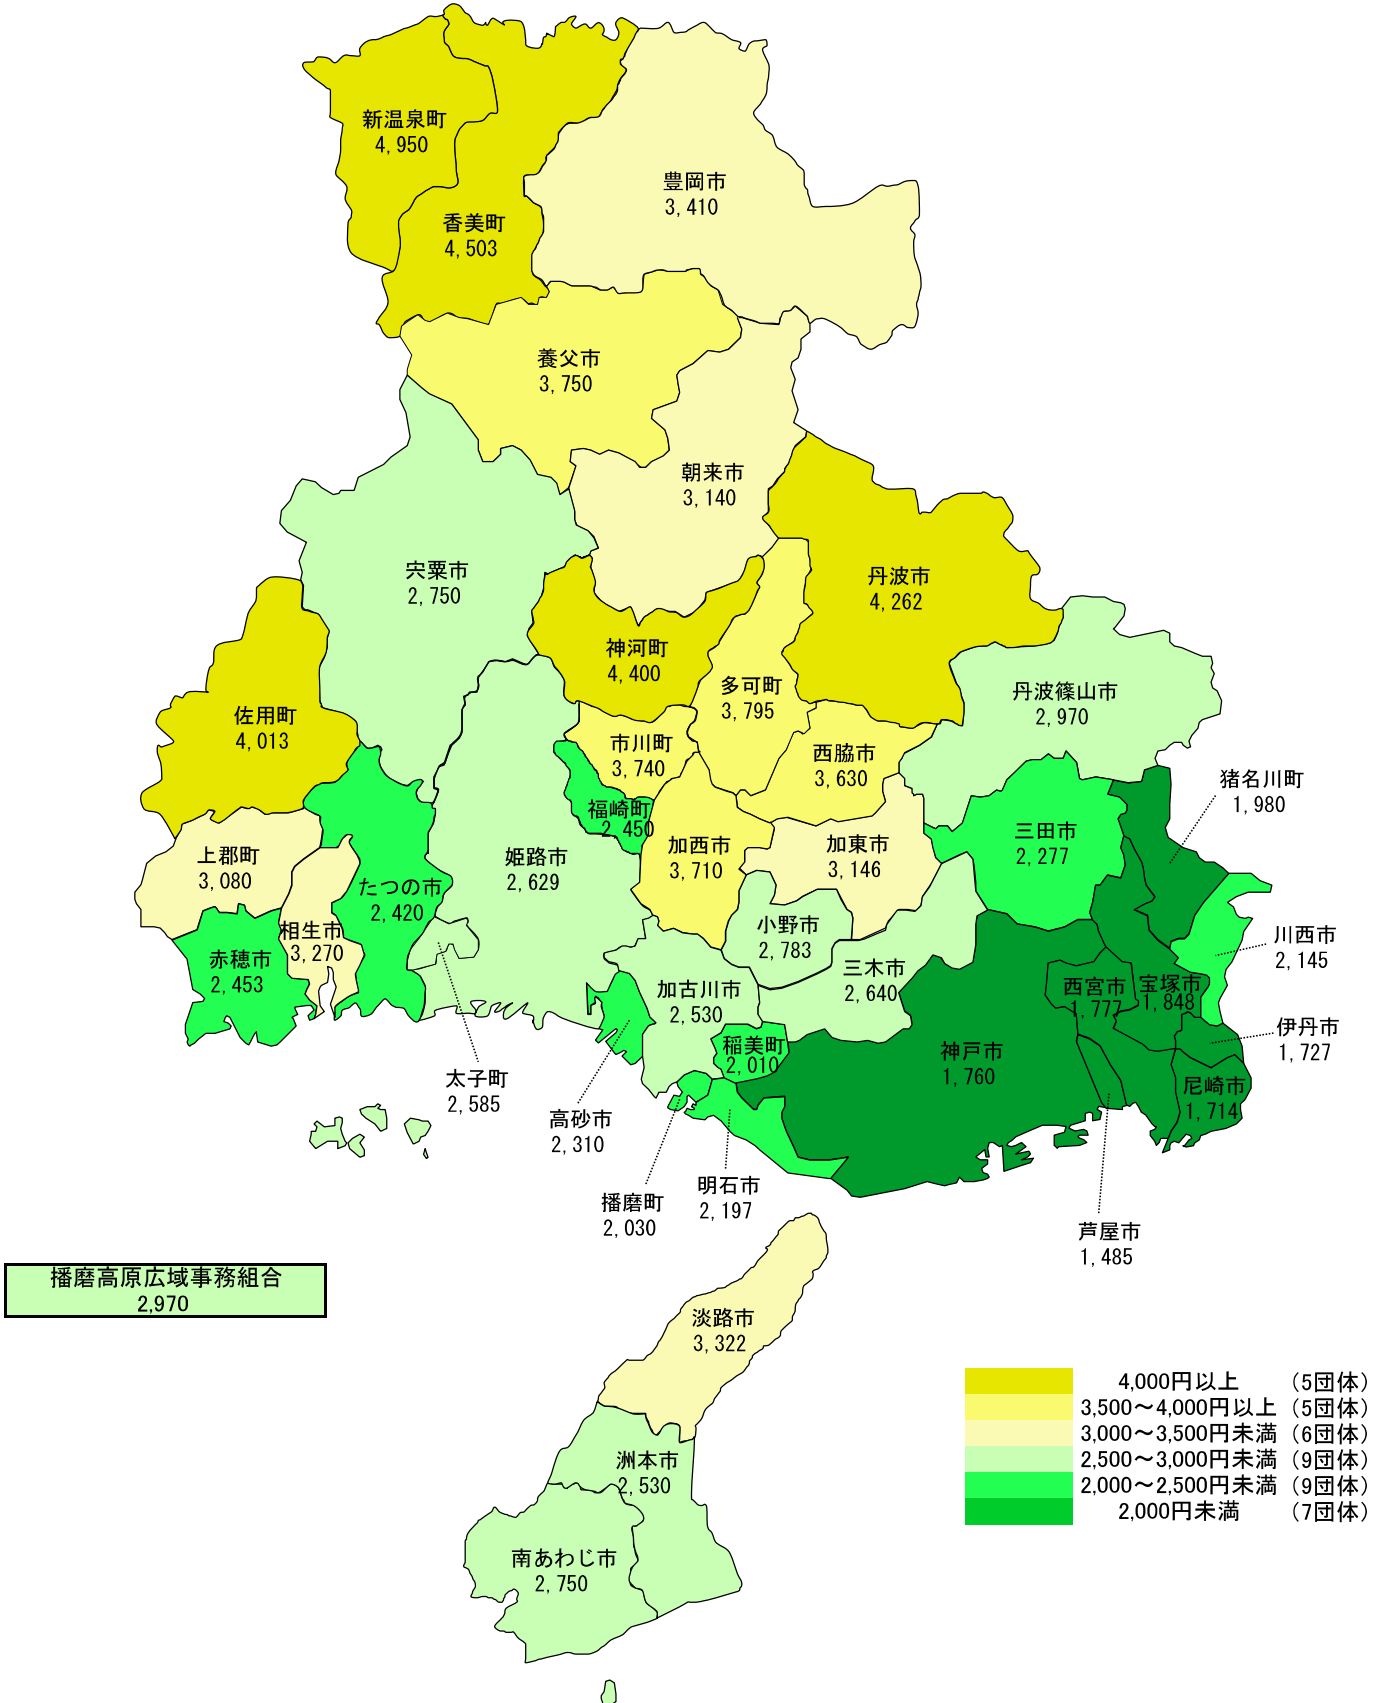 新温泉町
4,950
香美町
4,503
豊岡市
3,410
養父市
3,750
朝来市
3,140
宍粟市
2,750
丹波市
4,262
神河町
4,400
多可町
3,795
丹波篠山市
2,970
佐用町
4,013
市川町
3,740
西脇市
3,630
猪名川町
1,980
福崎町
2,450
三田市
2,277
上郡町
3,080
姫路市
2,629
加西市
3,710
加東市
3,146
たつの市
2,420
相生市
3,270
小野市
2,783
川西市
2,145
赤穂市
2,453
三木市
2,640
西宮市
1,777
宝塚市
1,848
加古川市
2,530
伊丹市
1,727
稲美町
2,010
神戸市
1,760
尼崎市
1,714
太子町
2,585
高砂市
2,310
明石市
2,197
播磨町
2,030
芦屋市
1,485
播磨高原広域事務組合
2,970
淡路市
3,322
洲本市
2,530
南あわじ市
2,750
4,000円以上 （5団体）
3,500～4,000円以上 （5団体）
3,000～3,500円未満 （6団体）
2,500～3,000円未満 （9団体）
2,000～2,500円未満 （9団体）
2,000円未満 （7団体）